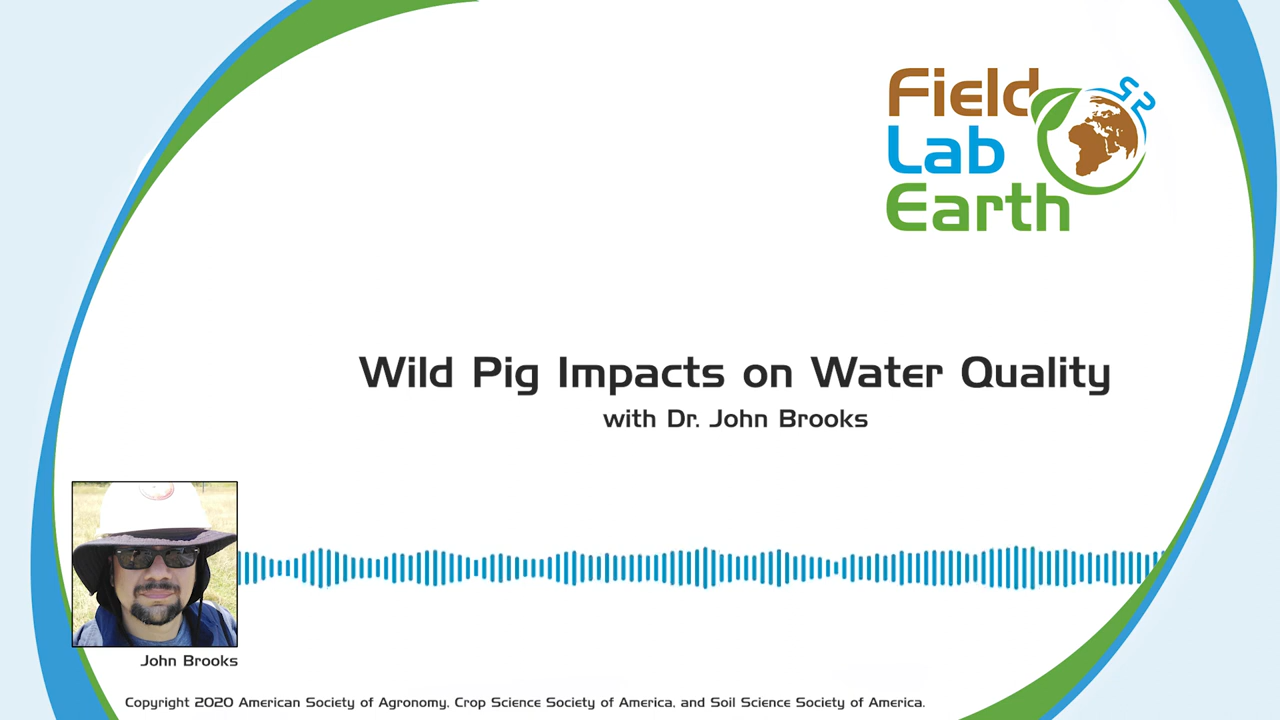 Field
Lab
Earth
Wild Pig Impacts on Water Quality
with Dr. John Brooks
John Brooks
Copyright 2020 American Society of Agronomy, Crop Science Society of America, and Soil Science Society of America.